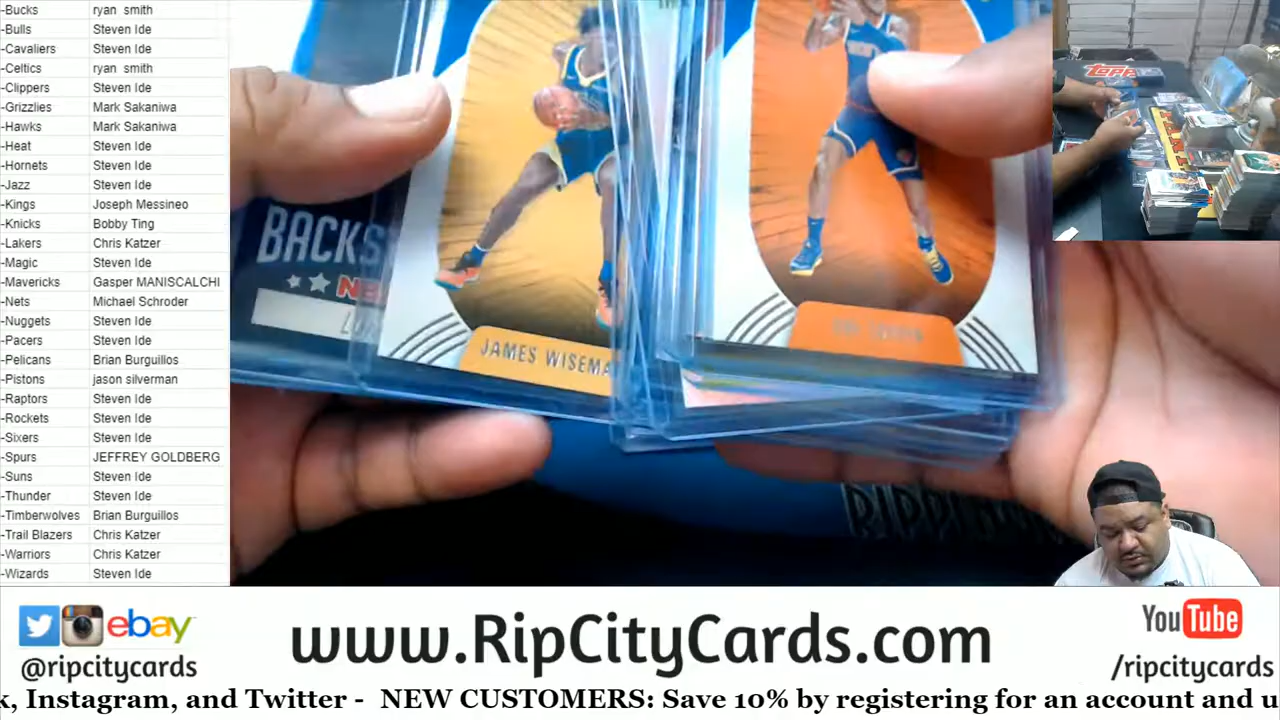 -Bucks ryan smith
-Bulls Steven Ide
-Cavaliers Steven Ide
-Celtics ryan smith
-Clippers Steven Ide
-Grizzlies Mark Sakaniwa
-Hawks Mark Sakaniwa
-Heat Steven Ide
-Hornets Steven Ide
-Jazz Steven Ide
-Kings Joseph Messineo
-Knicks Bobby Ting
-Lakers Chris Katzer
-Magic Steven Ide
-Mavericks Gasper MANISCALCHI
-Nets Michael Schroder
-Nuggets Steven Ide
-Pacers Steven Ide
-Pelicans Brian Burguillos
-Pistons jason silverman
-Raptors Steven Ide
-Rockets Steven Ide
-Sixers Steven Ide
-Spurs JEFFREY GOLDBERG
-Suns Steven Ide
-Thunder Steven Ide
-Timberwolves Brian Burguillos
-Trail Blazers Chris Katzer
-Warriors Chris Katzer
-Wizards Steven Ide
BACKS
JAMES WISEMA
topps
ebay
@ripcitycards
www.RipCityCards.com
YouTube
/ripcitycards
k, Instagram, and Twitter - NEW CUSTOMERS: Save 10% by registering for an account and u